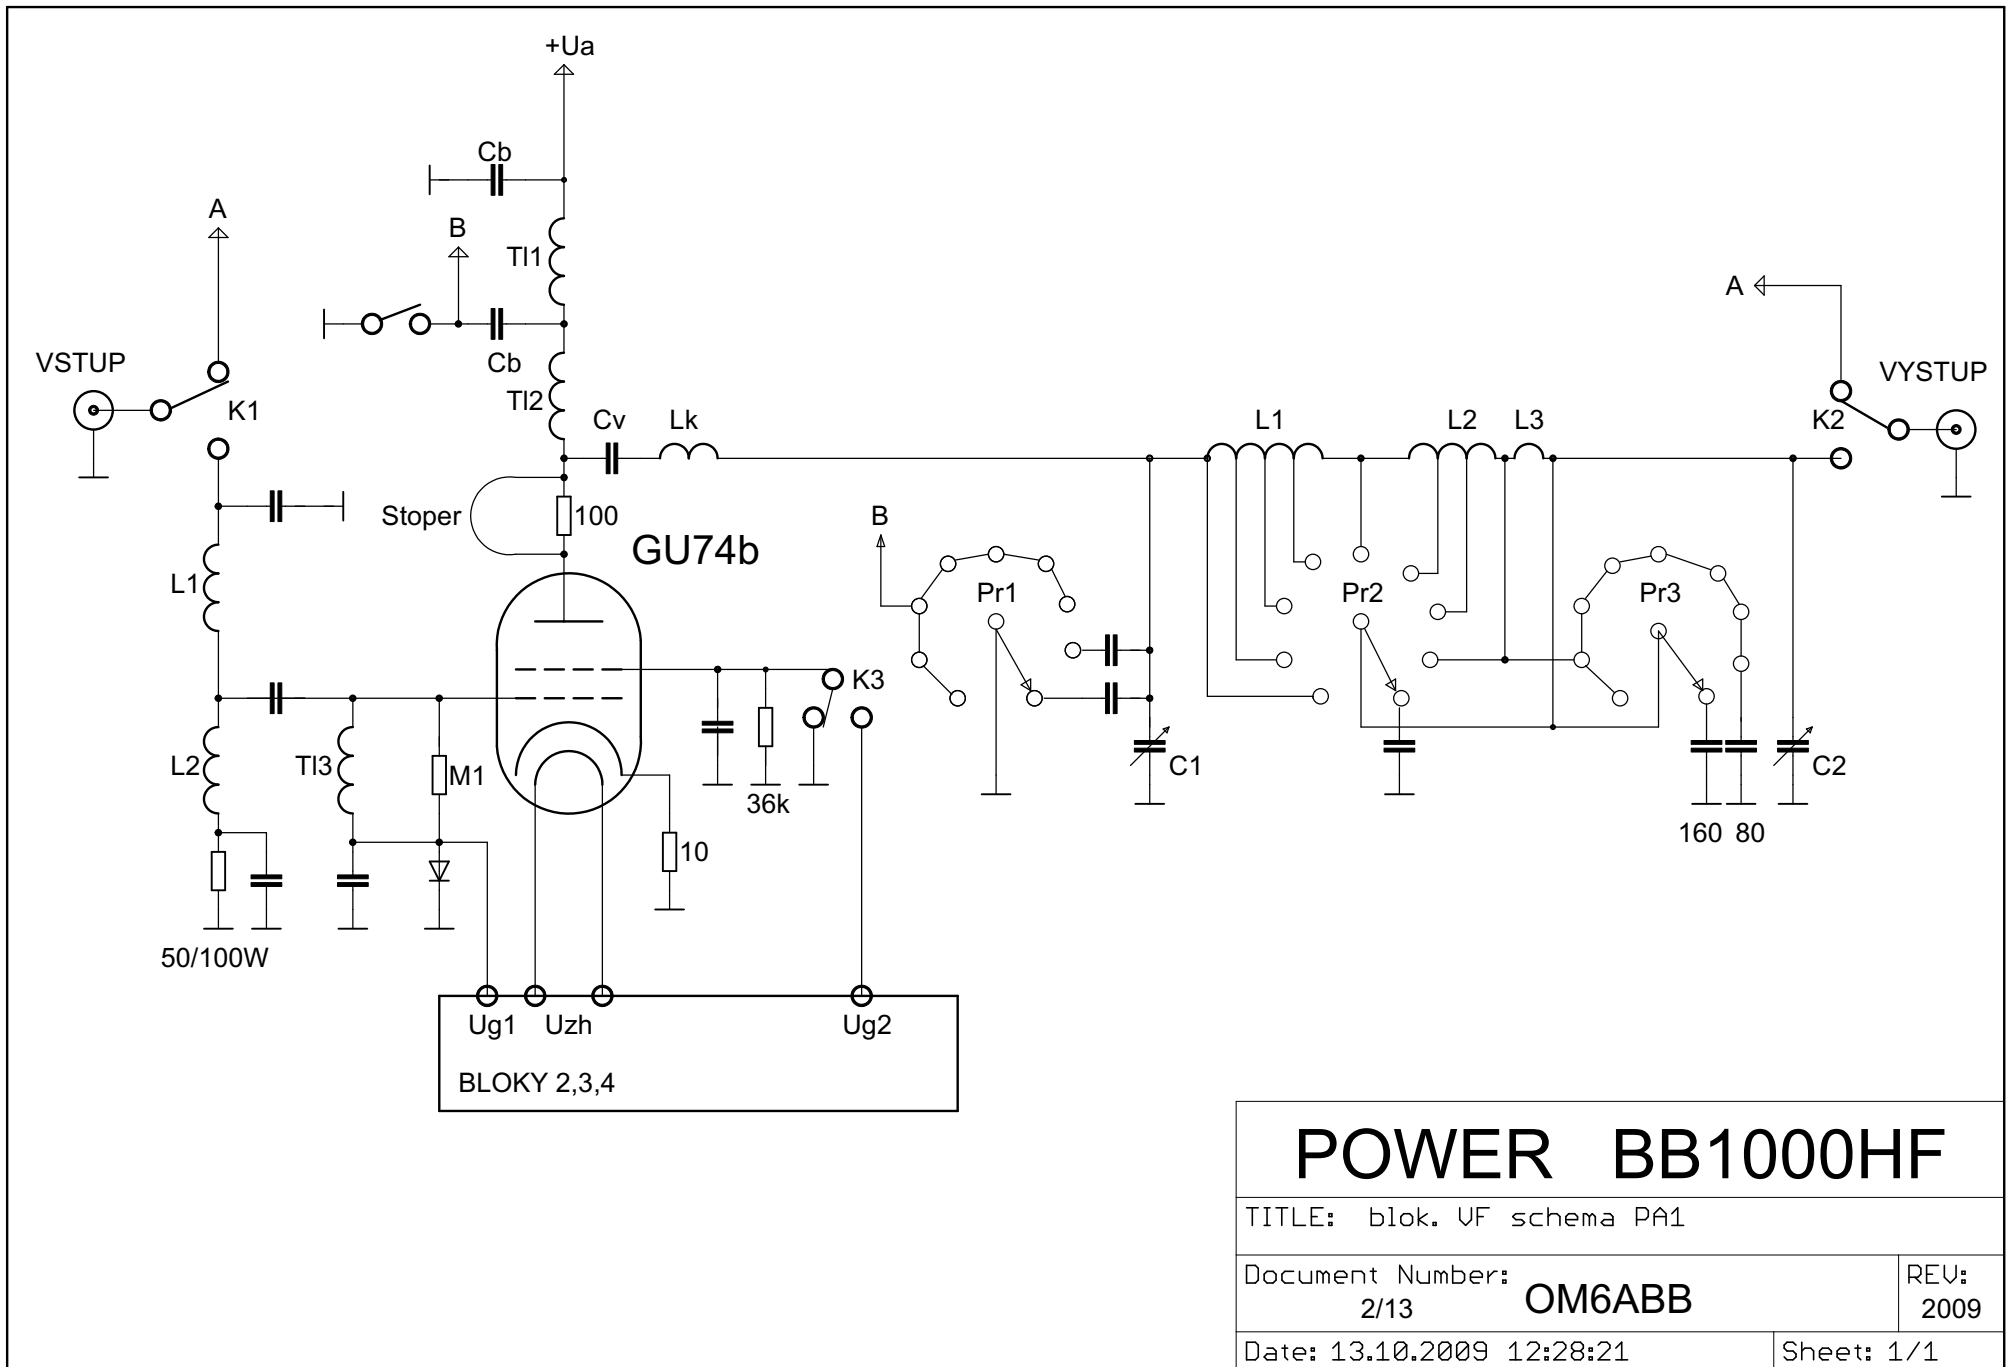 +Ua
Cb
A
B
Tl1
A
Cb
VSTUP
VYSTUP
Tl2
K1
Cv
Lk
L1
L2
L3
K2
Stoper
100
B
GU74b
L1
Pr1
Pr2
Pr3
K3
L2
Tl3
M1
C1
C2
36k
160
80
10
50/100W
Ug1
Uzh
Ug2
BLOKY 2,3,4
POWER BB1000HF
TITLE: blok. VF schema PA1
Document Number:
REV:
2/13
OM6ABB
2009
Date: 13.10.2009 12:28:21
Sheet: 1/1